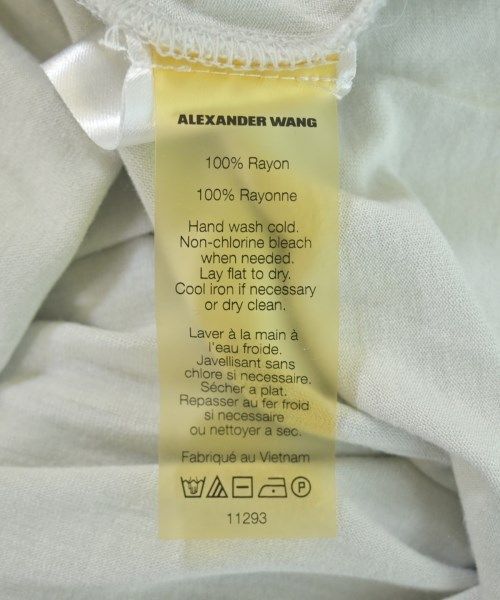 ALEXANDER WANG
100% Rayon
100% Rayonne
Hand wash cold.
Non-chlorine bleach
when needed.
Lay flat to dry.
Cool iron if necessary
or dry clean.
Laver à la main à
l'eau froide.
Javellisant sans
chlore si necessaire.
Sécher a plat.
Repasser au fer froid
si necessaire
ou nettoyer a sec.
Fabriqué au Vietnam
P
11293